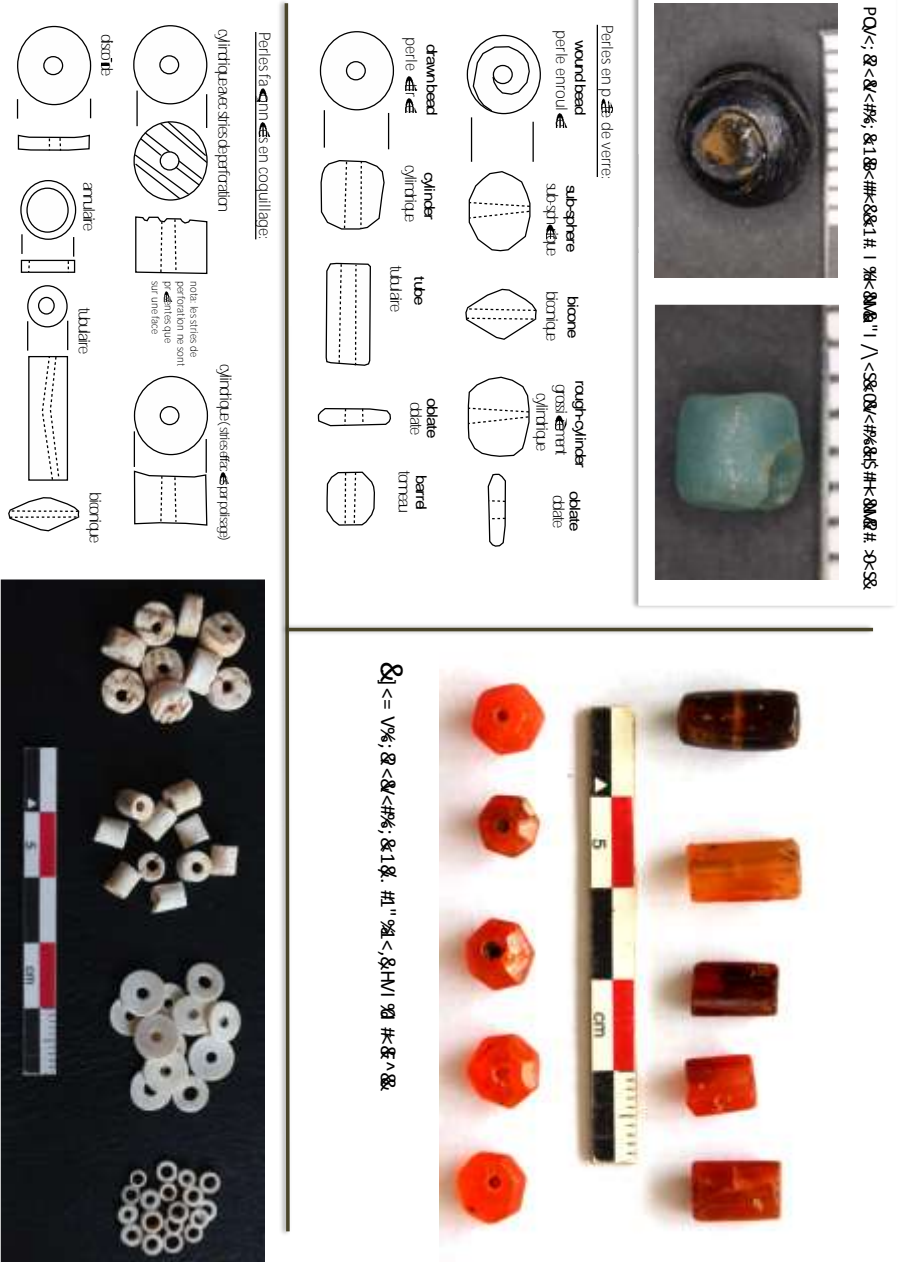 Perles en pâte de verre:
wound bead
perle enroulée
sub-sphere
sub-sphérique
bicone
biconique
rough-cylinder
grossièrement
cylindrique
oblate
oblate
drawn bead
perle étirée
cylinder
cylindrique
tube
tubulaire
oblate
oblate
barrel
tonneau
Perles façonnées en coquillage:
cylindrique avec stries de perforation
nota: les stries de
perforation ne sont
présentes que
sur une face
cylindrique ( stries effacées par polissage)
discoïde
annulaire
tubulaire
biconique
5
cm
5
cm